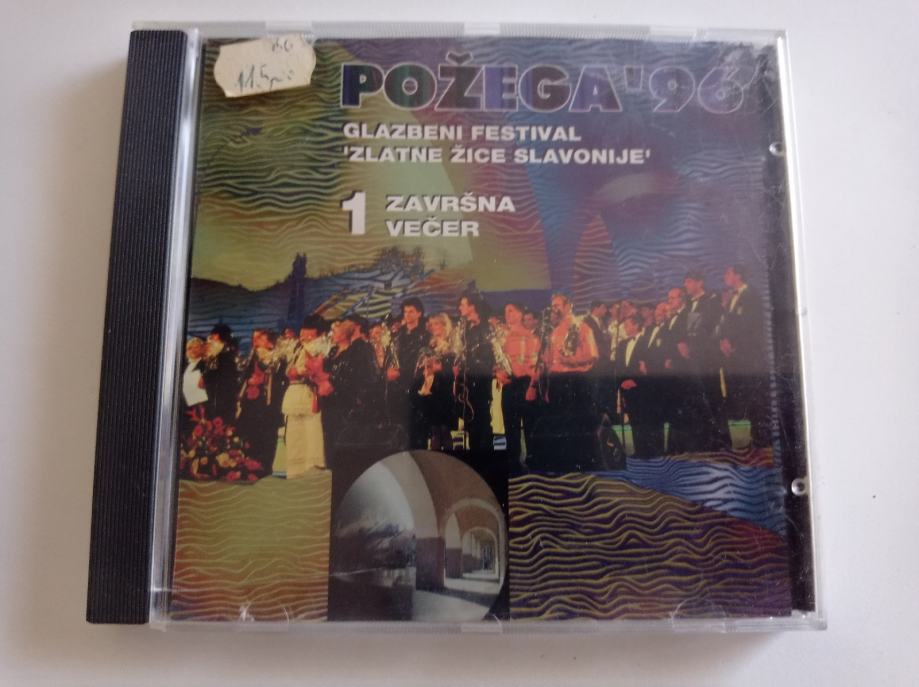 POŽEGA'96
GLAZBENI FESTIVAL
'ZLATNE ŽICE SLAVONIJE'
1 ZAVRŠNA
VEČER